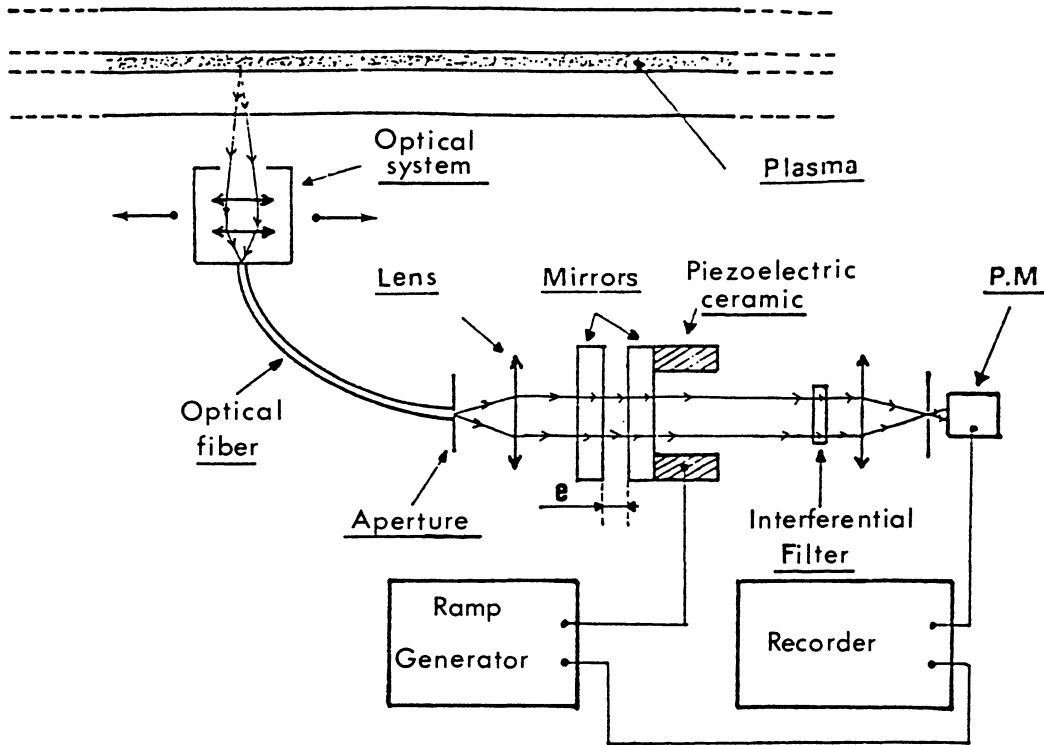 Optical
system
Plasma
Lens
Mirrors
Piezoelectric
ceramic
P.M
Optical
fiber
Aperture
e
Interferential
Filter
Ramp
Generator
Recorder